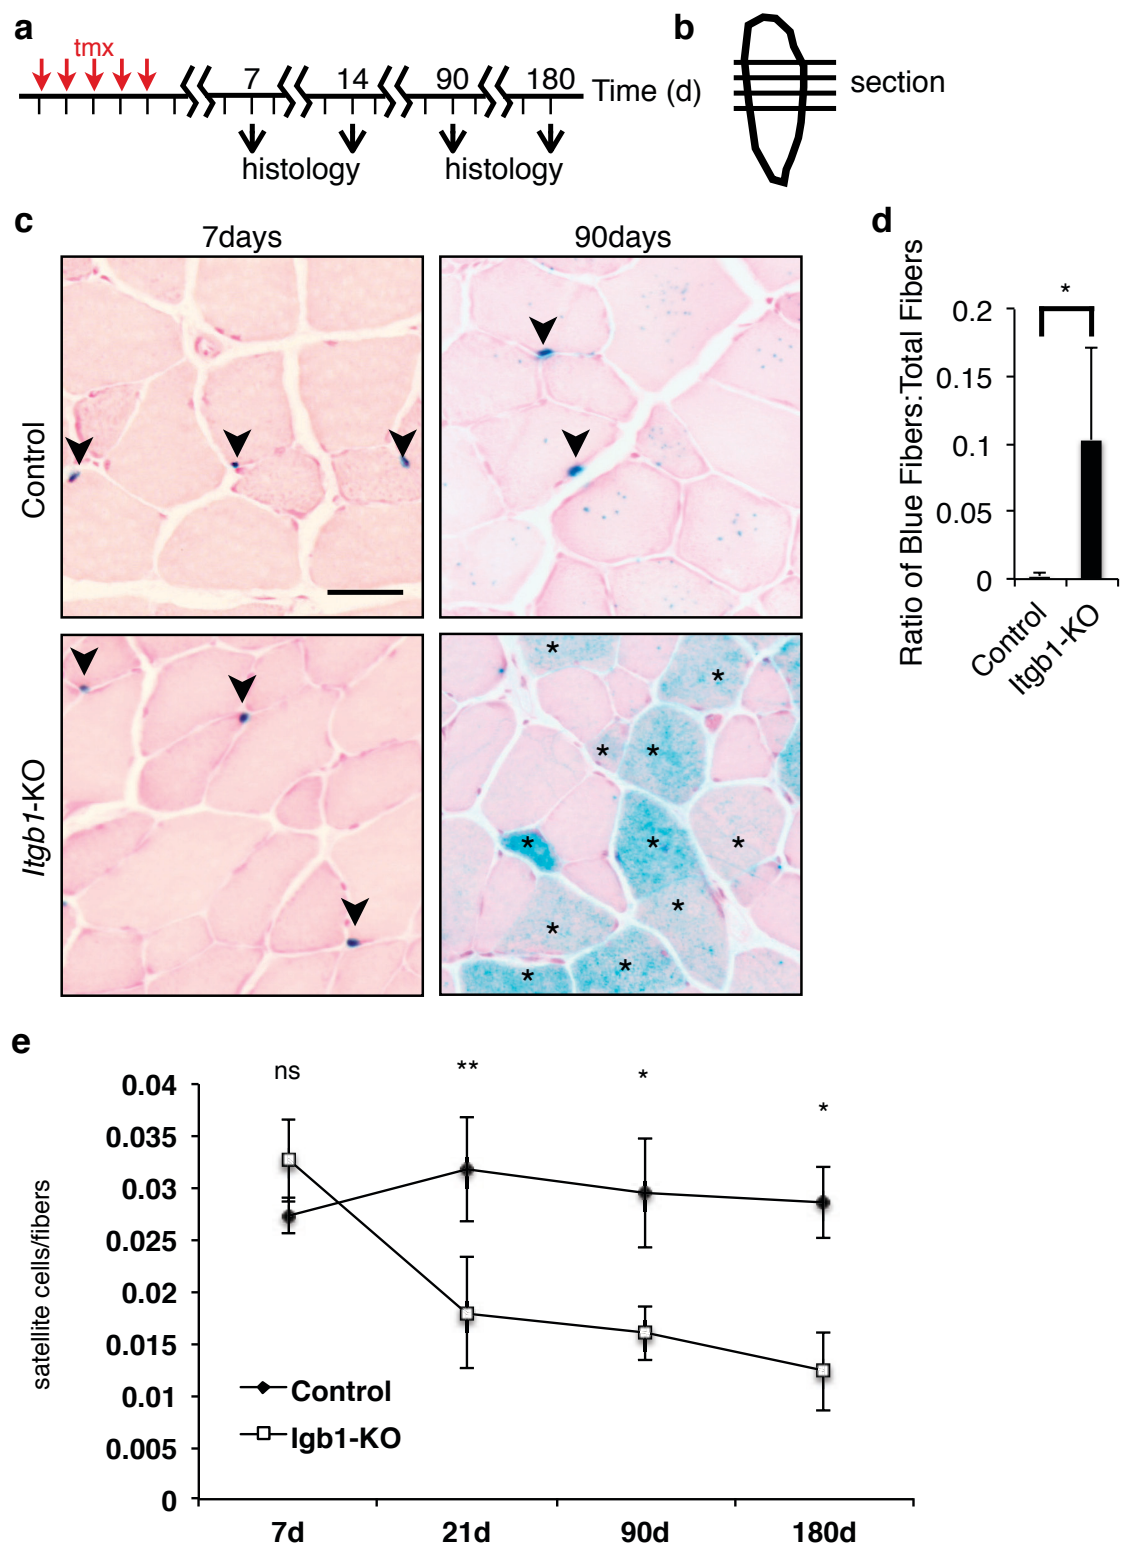 a
tmx
7 14 90 180 Time (d)
histology histology
b
section
c
7days 90days
Control
Itgb1-KO
* * * * * * * * * * *
d
Ratio of Blue Fibers:Total Fibers
*
0.2
0.15
0.1
0.05
0
Control
Itgb1-KO
e
ns ** * *
satellite cells/fibers
0.04
0.035
0.03
0.025
0.02
0.015
0.01
0.005
0
Control
Igb1-KO
7d 21d 90d 180d